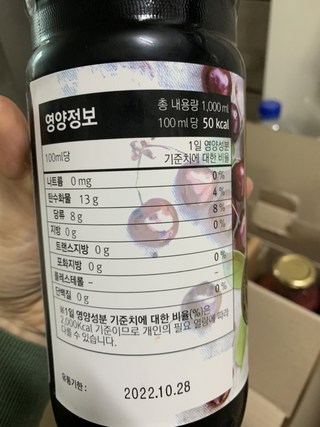 영양정보
총 내용량 1,000 ml
100 ml당 50 kcal
100ml당
1일 영양성분
기준치에 대한 비율
나트륨 0 mg 0 %
탄수화물 13 g 4 %
당류 8 g 8 %
지방 0 g 0 %
트랜스지방 0 g
포화지방 0 g 0 %
콜레스테롤 – –
단백질 0 g 0 %
※1일 영양성분 기준치에 대한 비율(%)은
2,000Kcal 기준이므로 개인의 필요 열량에 따라
다를 수 있습니다.
유통기한 :
2022.10.28